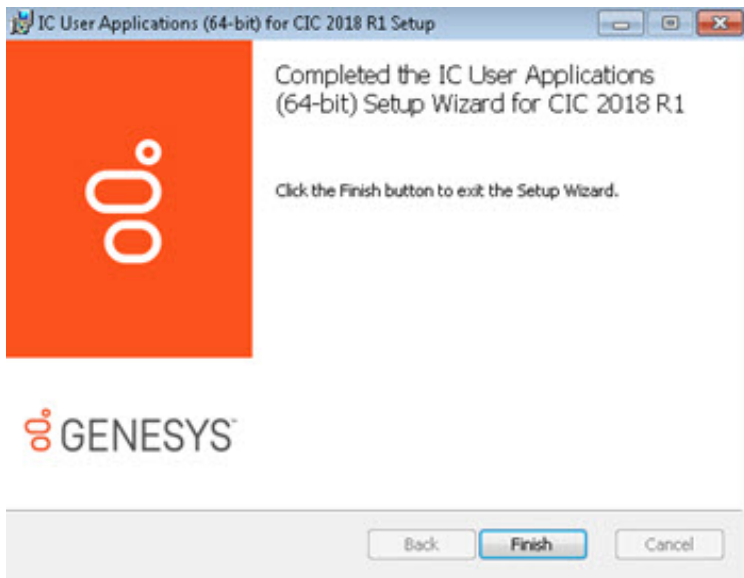 IC User Applications (64-bit) for CIC 2018 R1 Setup
Completed the IC User Applications
(64-bit) Setup Wizard for CIC 2018 R1
Click the Finish button to exit the Setup Wizard.
GENESYS™
Back Finish Cancel